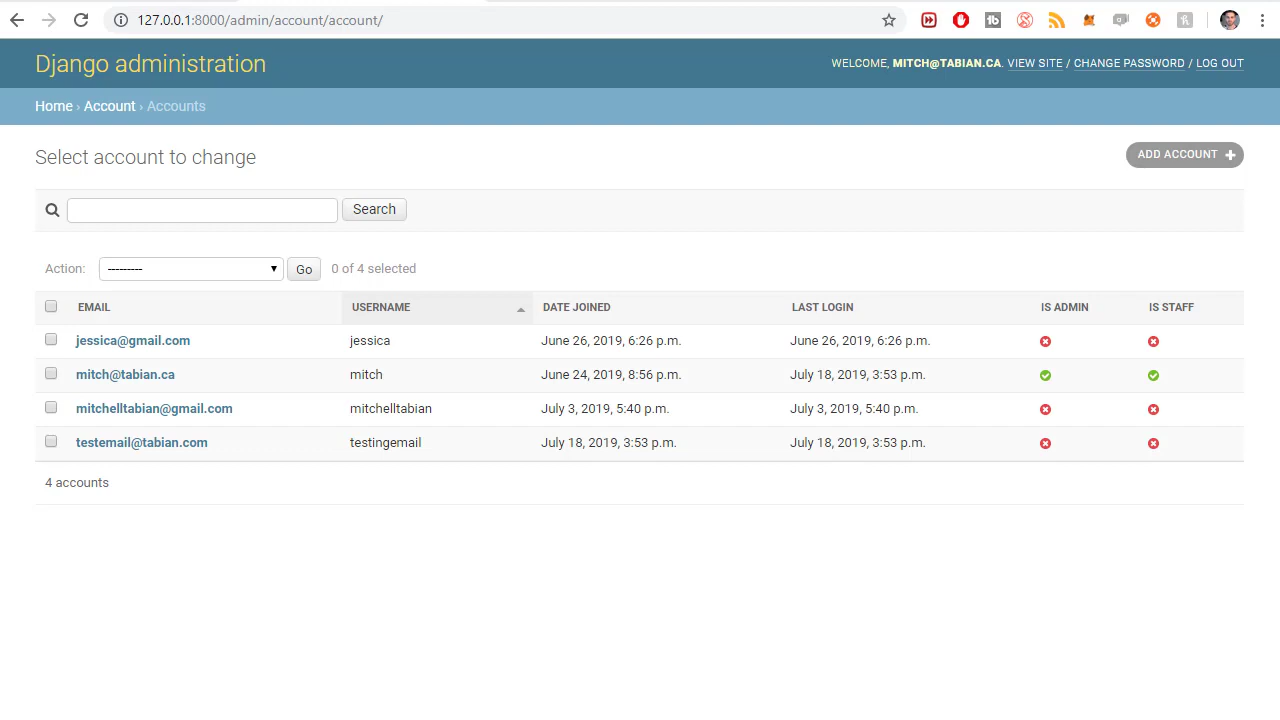 127.0.0.1:8000/admin/account/account/
Django administration
WELCOME, MITCH@TABIAN.CA. VIEW SITE / CHANGE PASSWORD / LOG OUT
Home › Account › Accounts
Select account to change
ADD ACCOUNT +
Search
Action: --------- Go 0 of 4 selected
EMAIL USERNAME DATE JOINED LAST LOGIN IS ADMIN IS STAFF
jessica@gmail.com jessica June 26, 2019, 6:26 p.m. June 26, 2019, 6:26 p.m.
mitch@tabian.ca mitch June 24, 2019, 8:56 p.m. July 18, 2019, 3:53 p.m.
mitchelltabian@gmail.com mitchelltabian July 3, 2019, 5:40 p.m. July 3, 2019, 5:40 p.m.
testemail@tabian.com testingemail July 18, 2019, 3:53 p.m. July 18, 2019, 3:53 p.m.
4 accounts